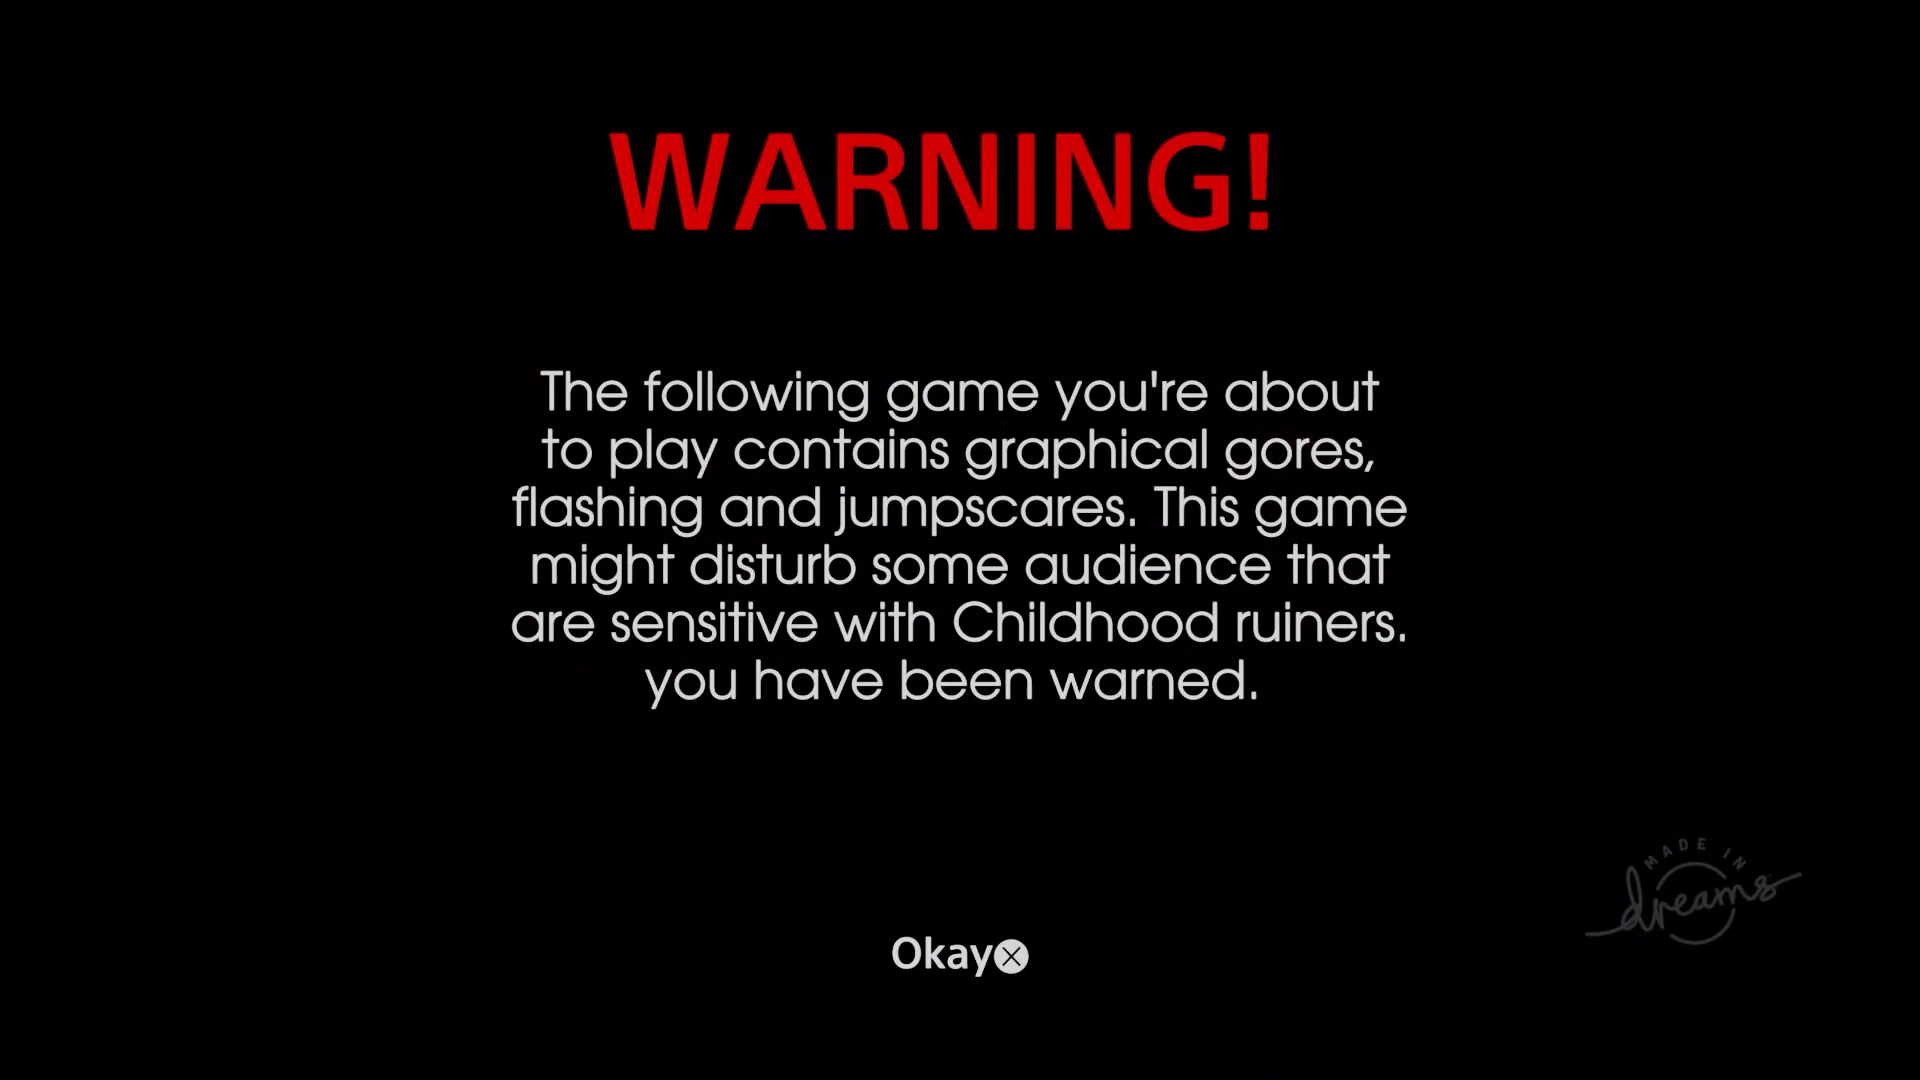 WARNING!
The following game you're about
to play contains graphical gores,
flashing and jumpscares. This game
might disturb some audience that
are sensitive with Childhood ruiners.
you have been warned.
MADE IN
dreams
Okay